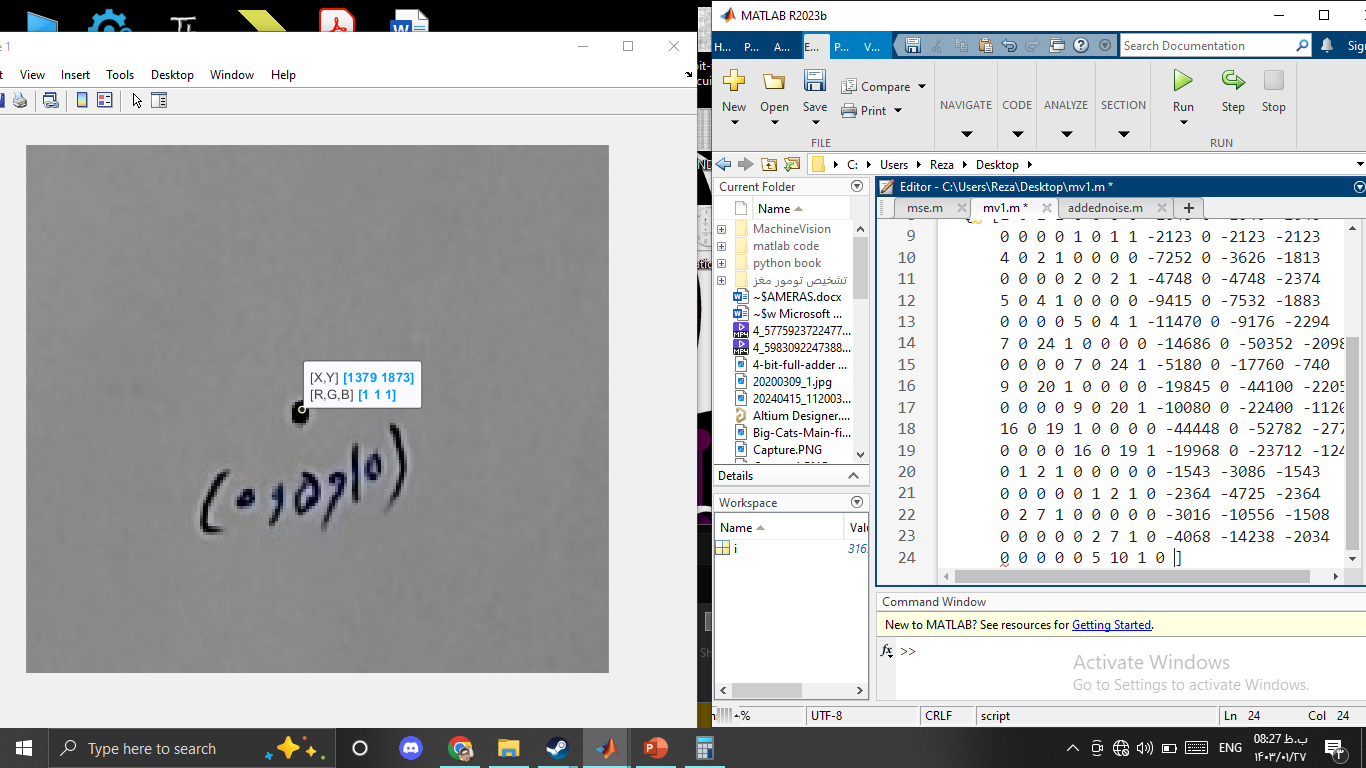 e 1
t View Insert Tools Desktop Window Help
[X,Y] [1379 1873]
[R,G,B] [1 1 1]
(۰,۵,۱۰)
MATLAB R2023b
H... P... A... E... P... V...
Search Documentation
Sig
New Open Save Compare Print
FILE
NAVIGATE CODE ANALYZE SECTION
Run Step Stop
RUN
C: Users Reza Desktop
Current Folder
Name
MachineVision
matlab code
python book
تشخیص تومور مغز
~$AMERAS.docx
~$w Microsoft ...
4_5775923722477...
4_5983092247388...
4-bit-full-adder ...
20200309_1.jpg
20240415_112003...
Altium Designer....
Big-Cats-Main-fi...
Capture.PNG
Details
Workspace
Name Valu
i 316.
Editor - C:\Users\Reza\Desktop\mv1.m *
mse.m mv1.m * addednoise.m
9 0 0 0 0 1 0 1 1 -2123 0 -2123 -2123
10 4 0 2 1 0 0 0 0 -7252 0 -3626 -1813
11 0 0 0 0 2 0 2 1 -4748 0 -4748 -2374
12 5 0 4 1 0 0 0 0 -9415 0 -7532 -1883
13 0 0 0 0 5 0 4 1 -11470 0 -9176 -2294
14 7 0 24 1 0 0 0 0 -14686 0 -50352 -2098
15 0 0 0 0 7 0 24 1 -5180 0 -17760 -740
16 9 0 20 1 0 0 0 0 -19845 0 -44100 -2205
17 0 0 0 0 9 0 20 1 -10080 0 -22400 -1120
18 16 0 19 1 0 0 0 0 -44448 0 -52782 -277
19 0 0 0 0 16 0 19 1 -19968 0 -23712 -124
20 0 1 2 1 0 0 0 0 0 -1543 -3086 -1543
21 0 0 0 0 0 1 2 1 0 -2364 -4725 -2364
22 0 2 7 1 0 0 0 0 0 -3016 -10556 -1508
23 0 0 0 0 0 2 7 1 0 -4068 -14238 -2034
24 0 0 0 0 0 5 10 1 0 ]
Command Window
New to MATLAB? See resources for Getting Started.
fx >>
Activate Windows
Go to Settings to activate Windows.
% UTF-8 CRLF script Ln 24 Col 24
Type here to search
ENG
08:27 ب.ظ
۱۴۰۳/۰۱/۲۷